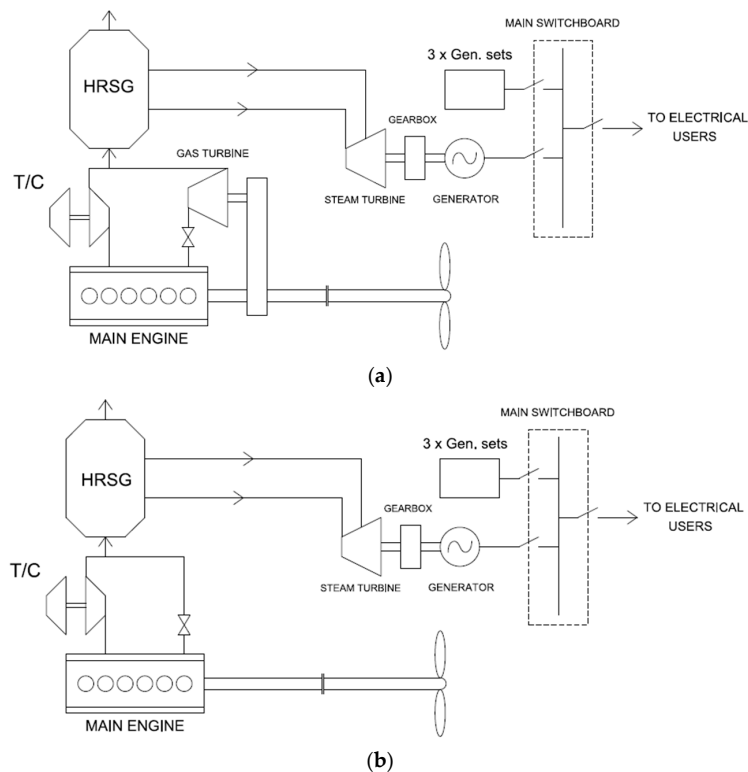 MAIN SWITCHBOARD
3 x Gen. sets
HRSG
GEARBOX
TO ELECTRICAL
USERS
GAS TURBINE
T/C
STEAM TURBINE
GENERATOR
MAIN ENGINE
(a)
MAIN SWITCHBOARD
3 x Gen. sets
HRSG
GEARBOX
TO ELECTRICAL
USERS
T/C
STEAM TURBINE
GENERATOR
MAIN ENGINE
(b)